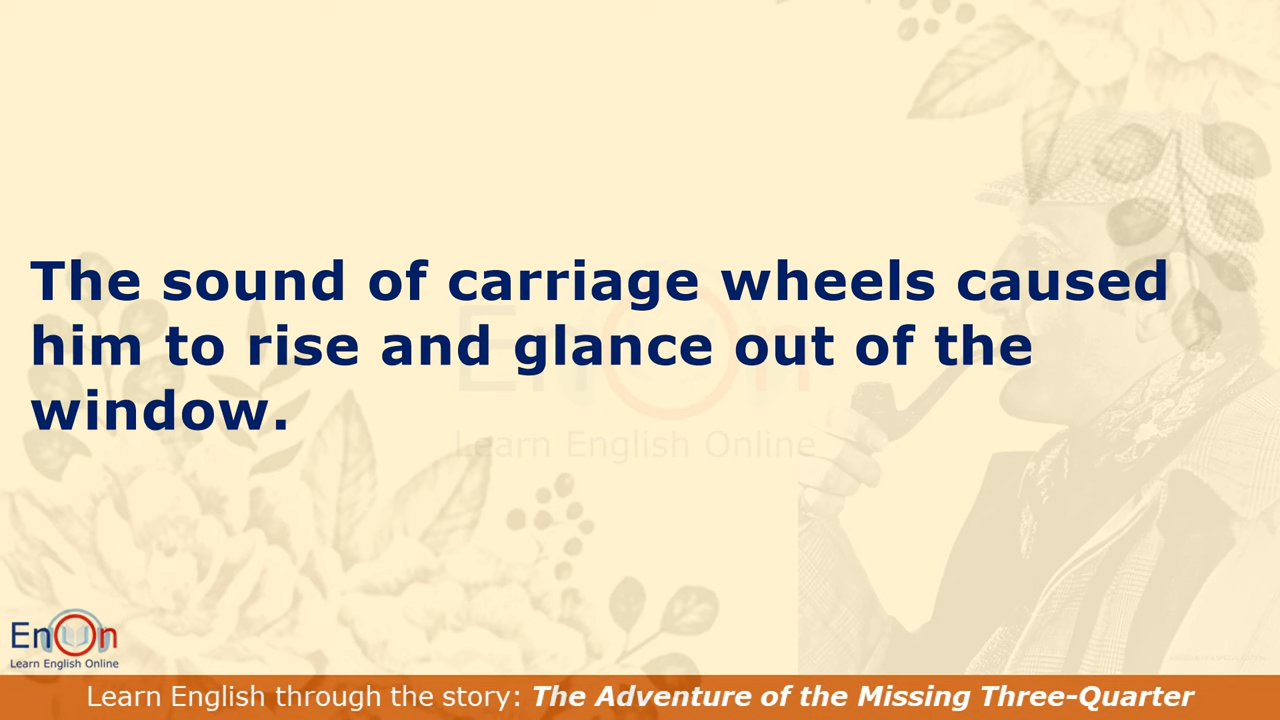 The sound of carriage wheels caused
him to rise and glance out of the
window.
EnOn
Learn English Online
EnOn
Learn English Online
Learn English through the story: The Adventure of the Missing Three-Quarter